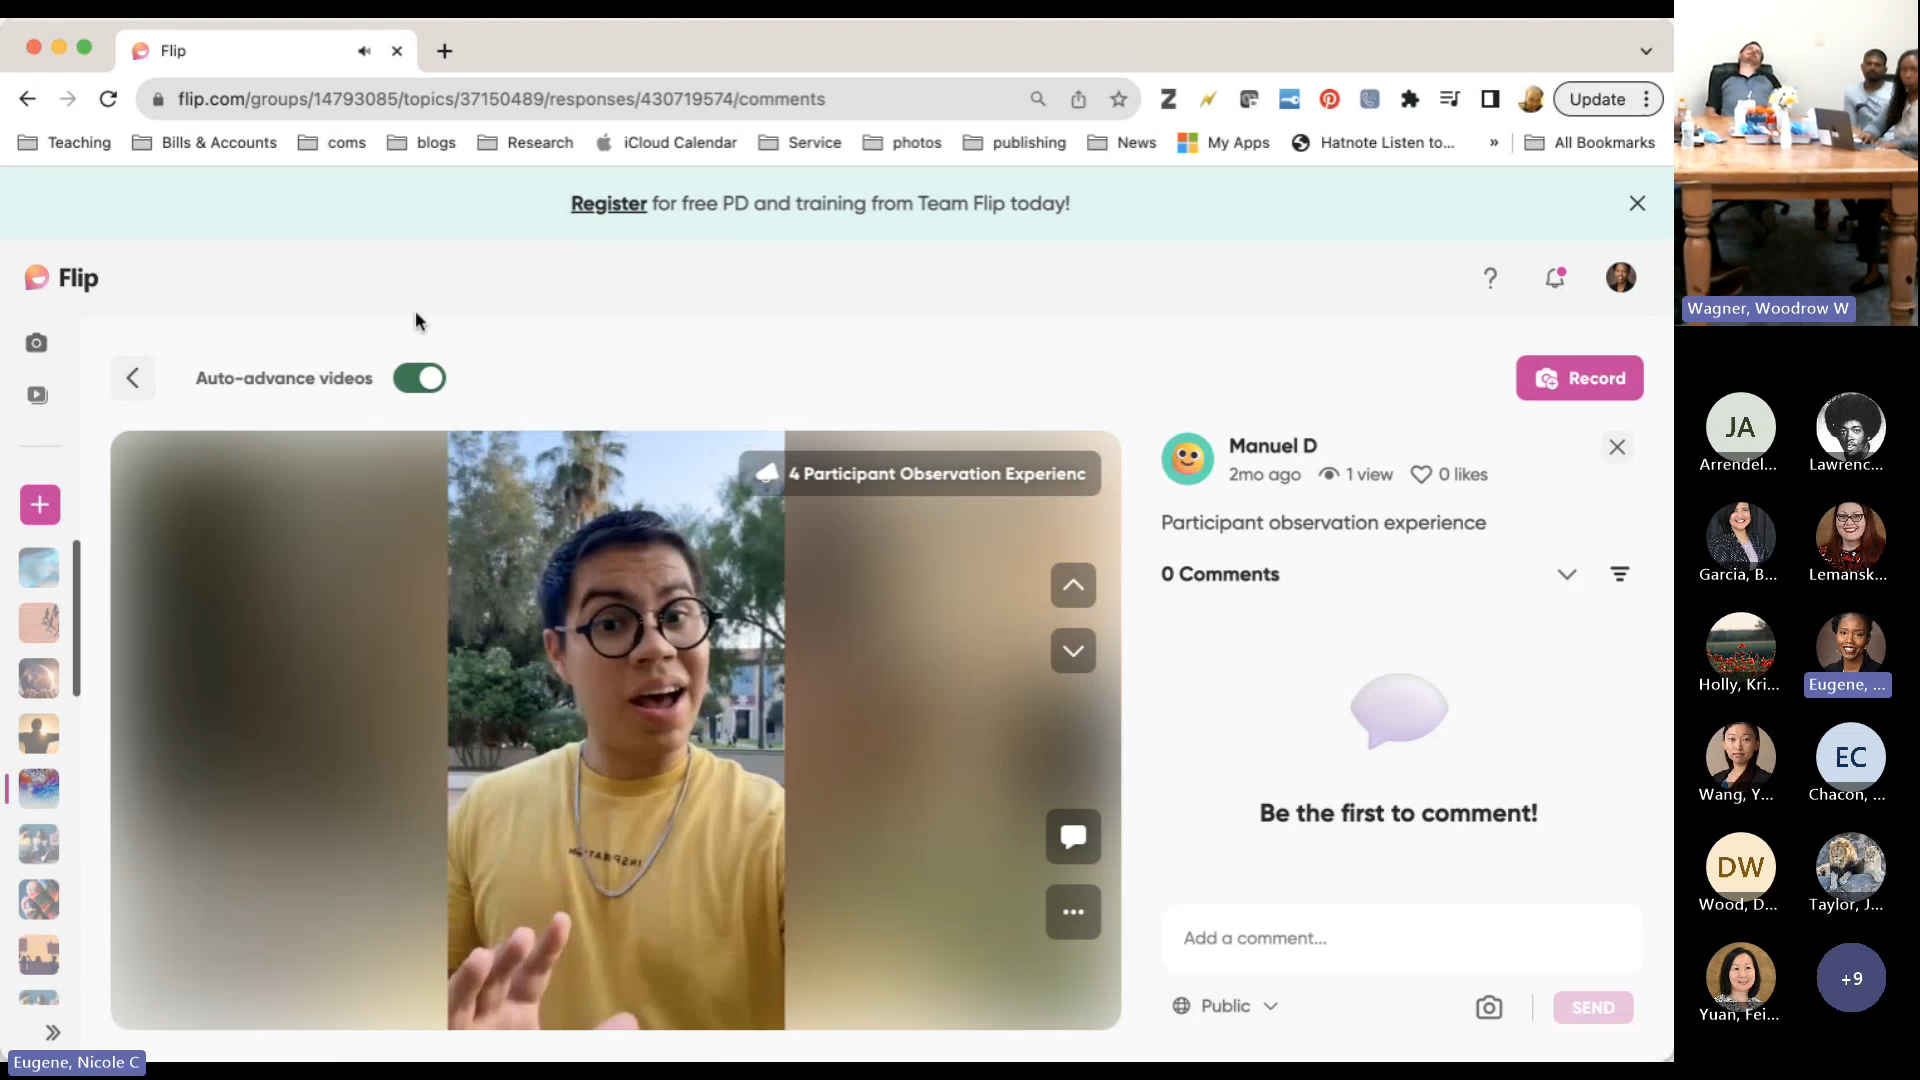 Flip
flip.com/groups/14793085/topics/37150489/responses/430719574/comments
Update
Teaching
Bills & Accounts
coms
blogs
Research
iCloud Calendar
Service
photos
publishing
News
My Apps
Hatnote Listen to...
»
All Bookmarks
Register for free PD and training from Team Flip today!
Flip
Auto-advance videos
Record
4 Participant Observation Experienc
Manuel D
2mo ago
1 view
0 likes
Participant observation experience
0 Comments
Be the first to comment!
Add a comment...
Public
SEND
Eugene, Nicole C
Wagner, Woodrow W
JA
Arrendel...
Lawrenc...
Garcia, B...
Lemansk...
Holly, Kri...
Eugene, ...
Wang, Y...
EC
Chacon, ...
DW
Wood, D...
Taylor, J...
Yuan, Fei...
+9